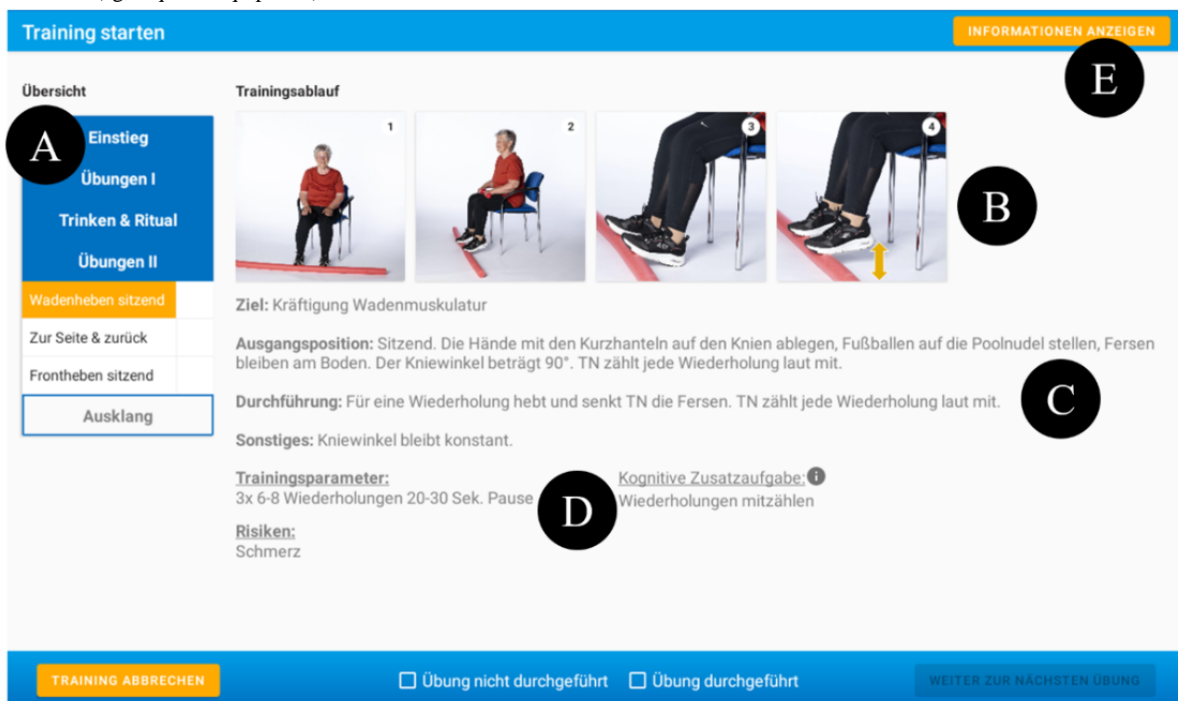 Training starten
INFORMATIONEN ANZEIGEN
E
Übersicht
Trainingsablauf
A
Einstieg
Übungen I
Trinken & Ritual
Übungen II
Wadenheben sitzend
Zur Seite & zurück
Frontheben sitzend
Ausklang
1
2
3
4
B
Ziel: Kräftigung Wadenmuskulatur
Ausgangsposition: Sitzend. Die Hände mit den Kurzhanteln auf den Knien ablegen, Fußballen auf die Poolnudel stellen, Fersen
bleiben am Boden. Der Kniewinkel beträgt 90°. TN zählt jede Wiederholung laut mit.
Durchführung: Für eine Wiederholung hebt und senkt TN die Fersen. TN zählt jede Wiederholung laut mit.
C
Sonstiges: Kniewinkel bleibt konstant.
Trainingsparameter:
3x 6-8 Wiederholungen 20-30 Sek. Pause
D
Kognitive Zusatzaufgabe: i
Wiederholungen mitzählen
Risiken:
Schmerz
TRAINING ABBRECHEN
Übung nicht durchgeführt
Übung durchgeführt
WEITER ZUR NÄCHSTEN ÜBUNG